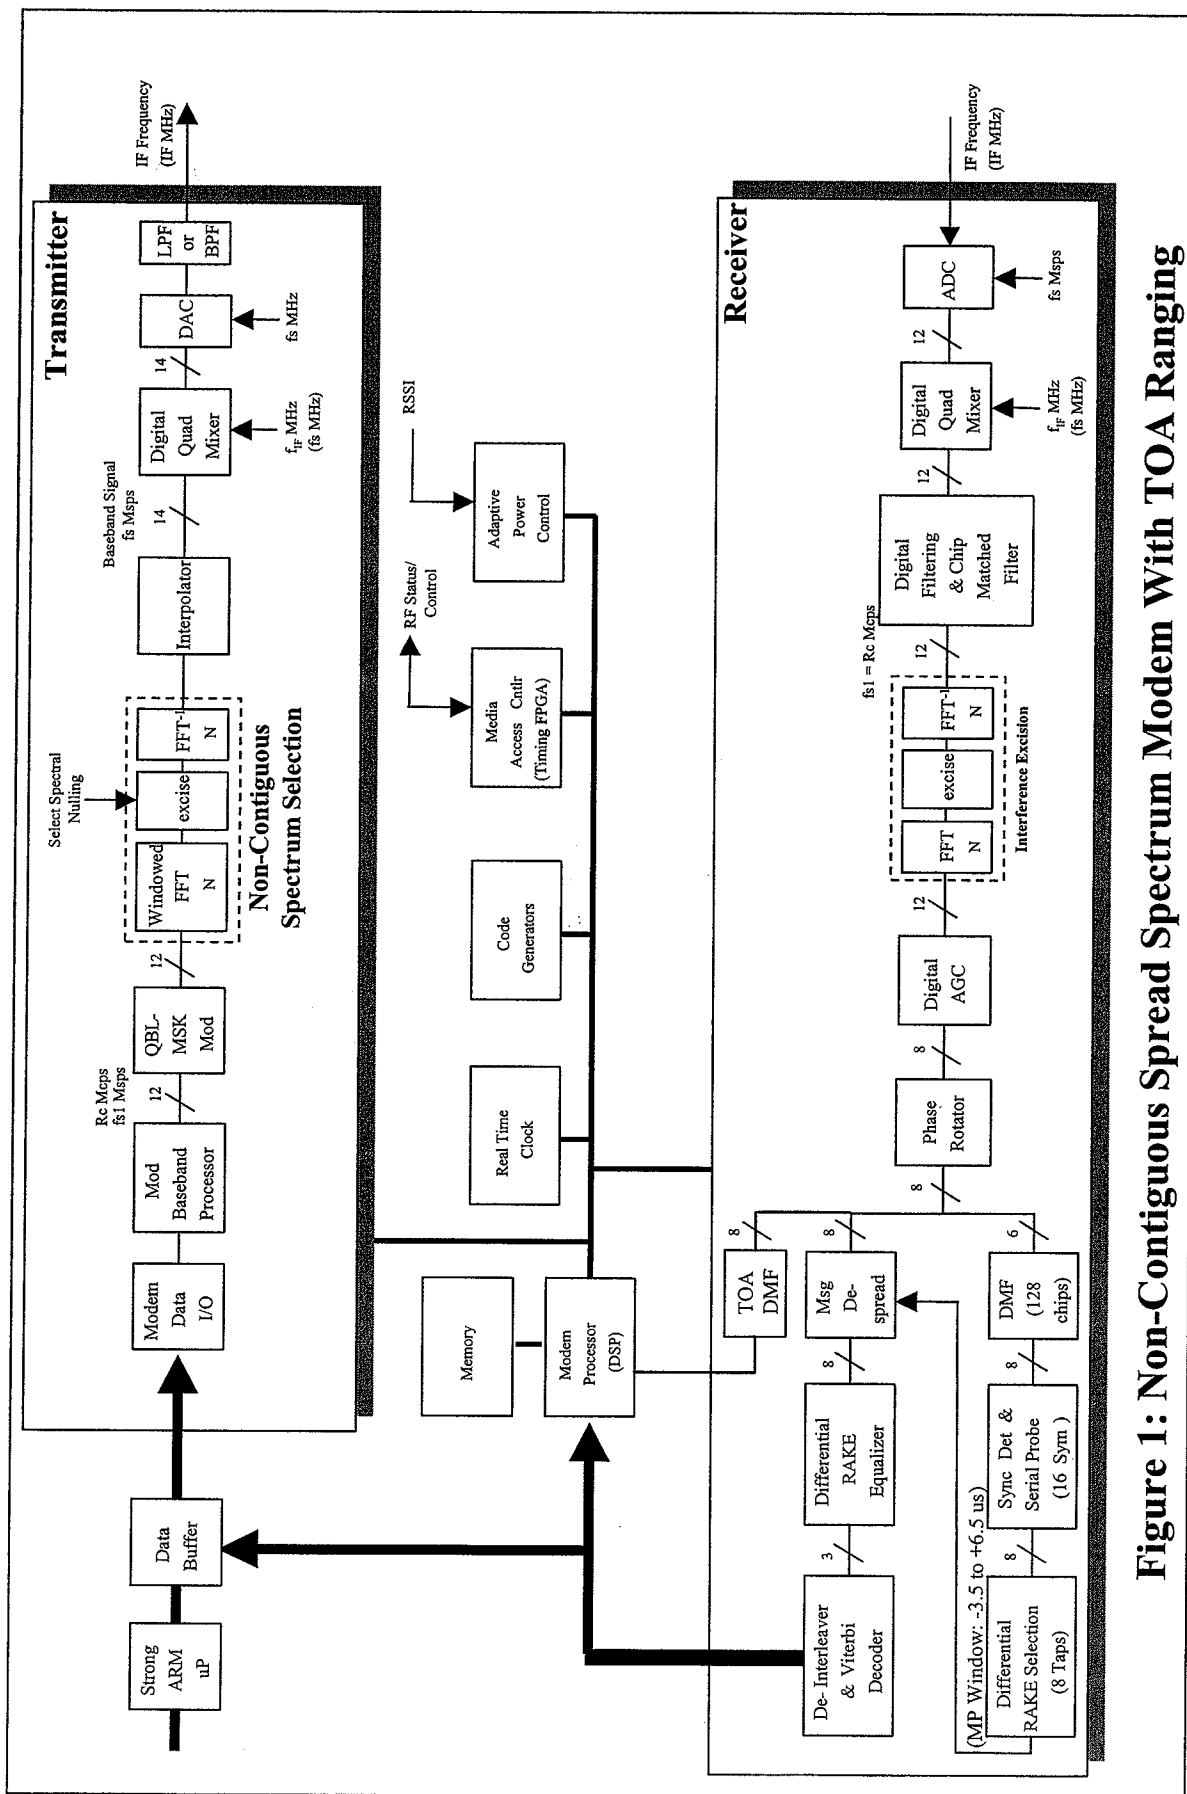 Strong
ARM
uP
Data
Buffer
Transmitter
Modem
Data
I/O
Mod
Baseband
Processor
Rc Mcps
fs1 Msps
12
QBL-
MSK
Mod
12
Select Spectral
Nulling
Windowed
FFT
N
excise
FFT-1
N
Non-Contiguous
Spectrum Selection
Interpolator
Baseband Signal
fs Msps
14
Digital
Quad
Mixer
fIF MHz
(fs MHz)
14
DAC
fs MHz
LPF
or
BPF
IF Frequency
(IF MHz)
Memory
Modem
Processor
(DSP)
Real Time
Clock
Code
Generators
Media
Access Cntlr
(Timing FPGA)
RF Status/
Control
Adaptive
Power
Control
RSSI
Receiver
IF Frequency
(IF MHz)
ADC
fs Msps
12
Digital
Quad
Mixer
fIF MHz
(fs MHz)
12
Digital
Filtering
& Chip
Matched
Filter
fs1 = Rc Mcps
12
FFT-1
N
excise
FFT
N
Interference Excision
12
Digital
AGC
8
Phase
Rotator
8
8
TOA
DMF
8
Msg
De-
spread
8
Differential
RAKE
Equalizer
3
De- Interleaver
& Viterbi
Decoder
6
DMF
(128
chips)
8
Sync Det &
Serial Probe
(16 Sym )
8
Differential
RAKE Selection
(8 Taps)
(MP Window: -3.5 to +6.5 us)
Figure 1: Non-Contiguous Spread Spectrum Modem With TOA Ranging